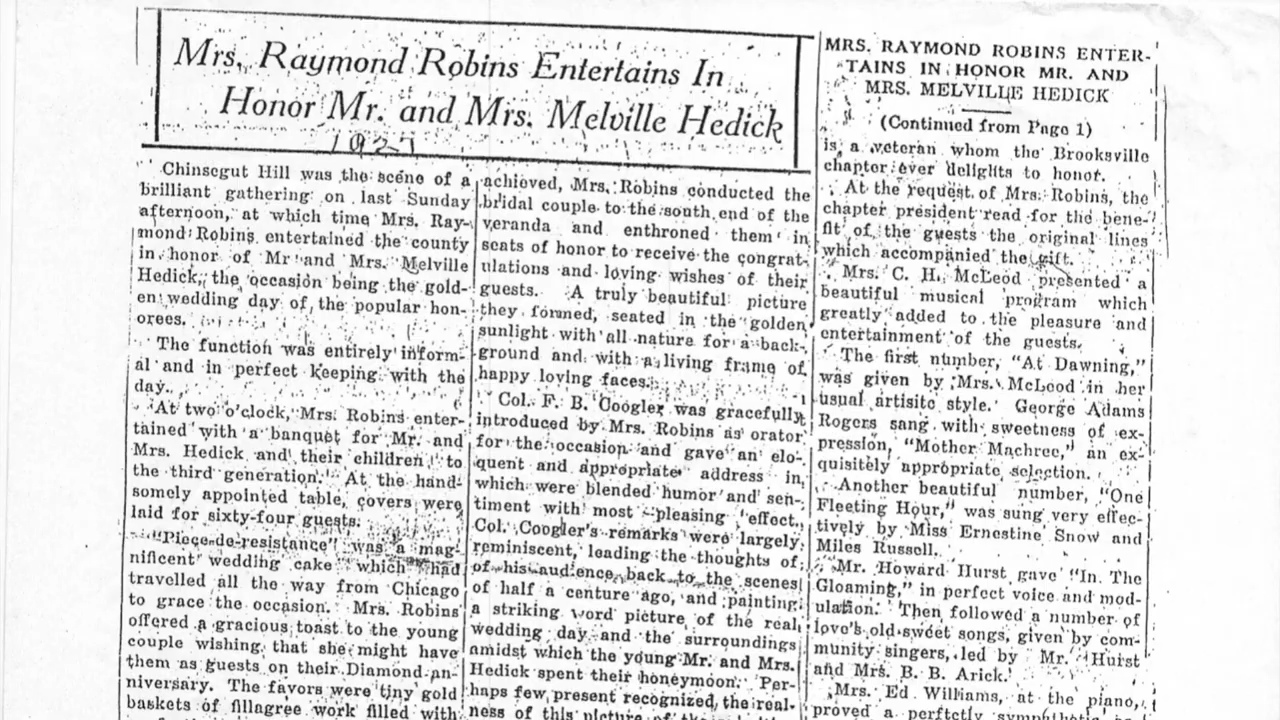 Mrs. Raymond Robins Entertains In
Honor Mr. and Mrs. Melville Hedick
1927
Chinsegut Hill was the scene of a
brilliant gathering on last Sunday
afternoon, at which time Mrs. Ray-
mond Robins entertained the county
in honor of Mr and Mrs. Melville
Hedick, the occasion being the gold-
en wedding day of the popular hon-
orees.
The function was entirely inform-
al and in perfect keeping with the
day.
At two o'clock, Mrs. Robins enter-
tained with a banquet for Mr. and
Mrs. Hedick and their children to
the third generation. At the hand-
somely appointed table, covers were
laid for sixty-four guests.
"Piece-de-resistance" was a mag-
nificent wedding cake which had
travelled all the way from Chicago
to grace the occasion. Mrs. Robins
offered a gracious toast to the young
couple wishing that she might have
them as guests on their Diamond an-
niversary. The favors were tiny gold
baskets of fillagree work filled with
achieved, Mrs. Robins conducted the
bridal couple to the south end of the
veranda and enthroned them in
seats of honor to receive the congrat-
ulations and loving wishes of their
guests. A truly beautiful picture
they formed, seated in the golden
sunlight with all nature for a back-
ground and with a living frame of
happy loving faces.
Col. F. B. Coogler was gracefully
introduced by Mrs. Robins as orator
for the occasion and gave an elo-
quent and appropriate address in
which were blended humor and sen-
timent with most pleasing effect.
Col. Coogler's remarks were largely
reminiscent, leading the thoughts of
of his audience back to the scenes
of half a centure ago, and painting
a striking word picture of the real
wedding day and the surroundings
amidst which the young Mr. and Mrs.
Hedick spent their honeymoon. Per-
haps few present recognized the real-
ness of this picture of
MRS. RAYMOND ROBINS ENTER-
TAINS IN HONOR MR. AND
MRS. MELVILLE HEDICK
(Continued from Page 1)
is a veteran whom the Brooksville
chapter ever delights to honor.
At the request of Mrs. Robins, the
chapter president read for the bene-
fit of the guests the original lines
which accompanied the gift.
Mrs. C. H. McLeod presented a
beautiful musical program which
greatly added to the pleasure and
entertainment of the guests.
The first number, "At Dawning,"
was given by Mrs. McLeod in her
usual artisitc style. George Adams
Rogers sang with sweetness of ex-
pression, "Mother Machree," an ex-
quisitely appropriate selection.
Another beautiful number, "One
Fleeting Hour," was sung very effec-
tively by Miss Ernestine Snow and
Miles Russell.
Mr. Howard Hurst gave "In The
Gloaming," in perfect voice and mod-
ulation. Then followed a number of
love's old sweet songs, given by com-
munity singers, led by Mr. Hurst
and Mrs. B. B. Arick.
Mrs. Ed Williams, at the piano,
proved a perfectly